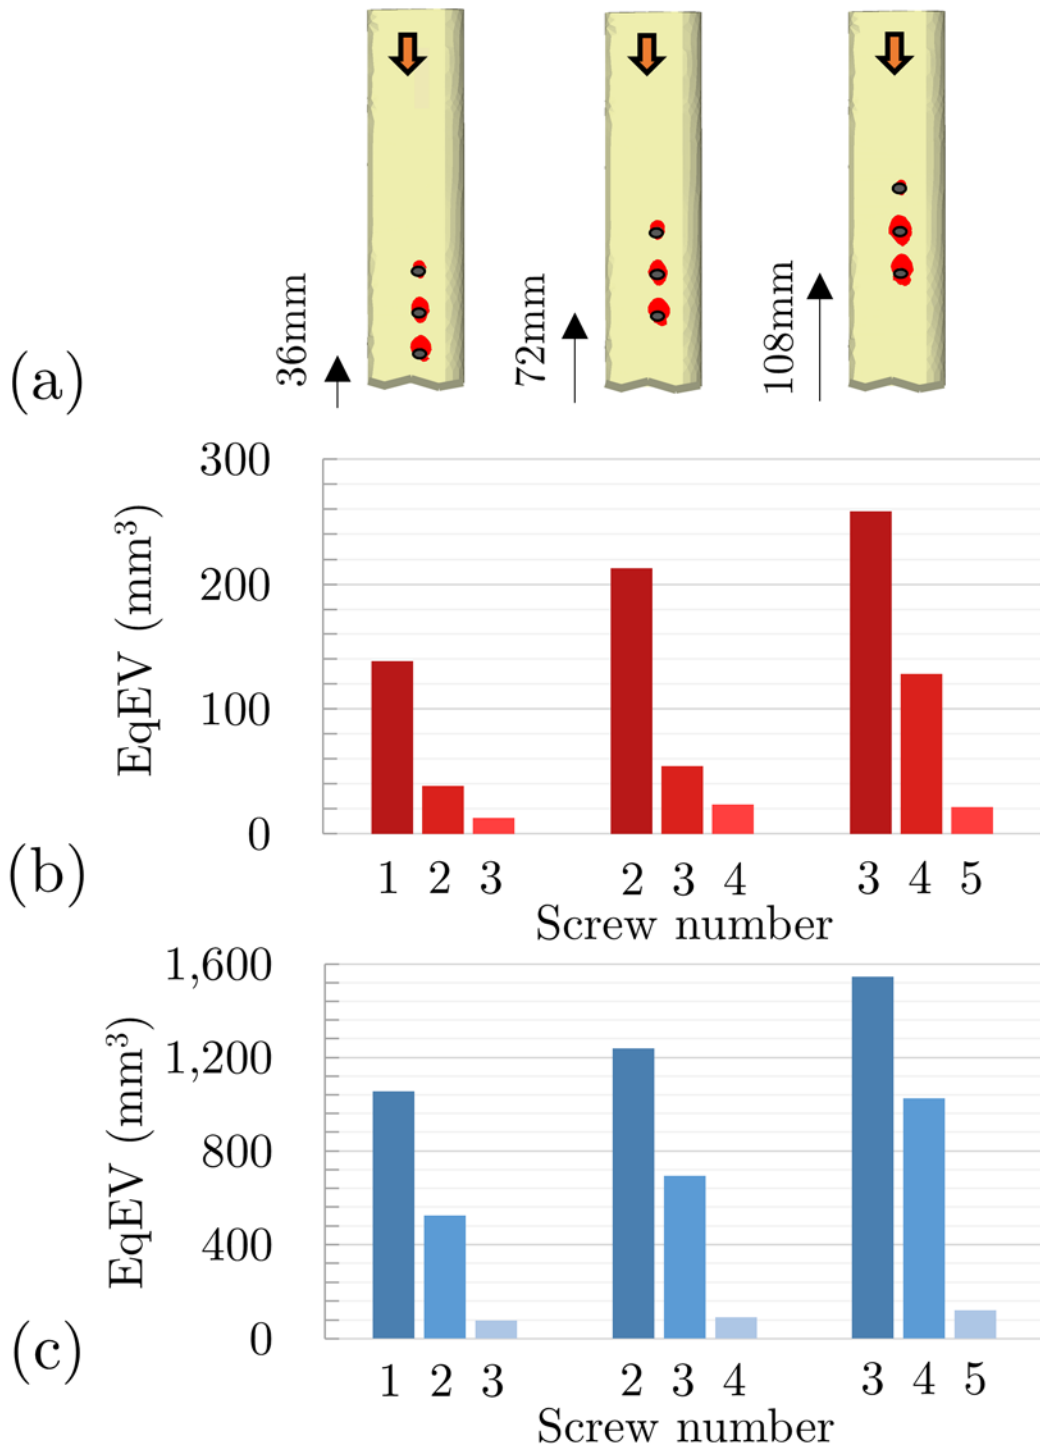 36mm
72mm
108mm
(a)
300
200
100
0
EqEV (mm³)
1 2 3 2 3 4 3 4 5
Screw number
(b)
1,600
1,200
800
400
0
EqEV (mm³)
1 2 3 2 3 4 3 4 5
Screw number
(c)